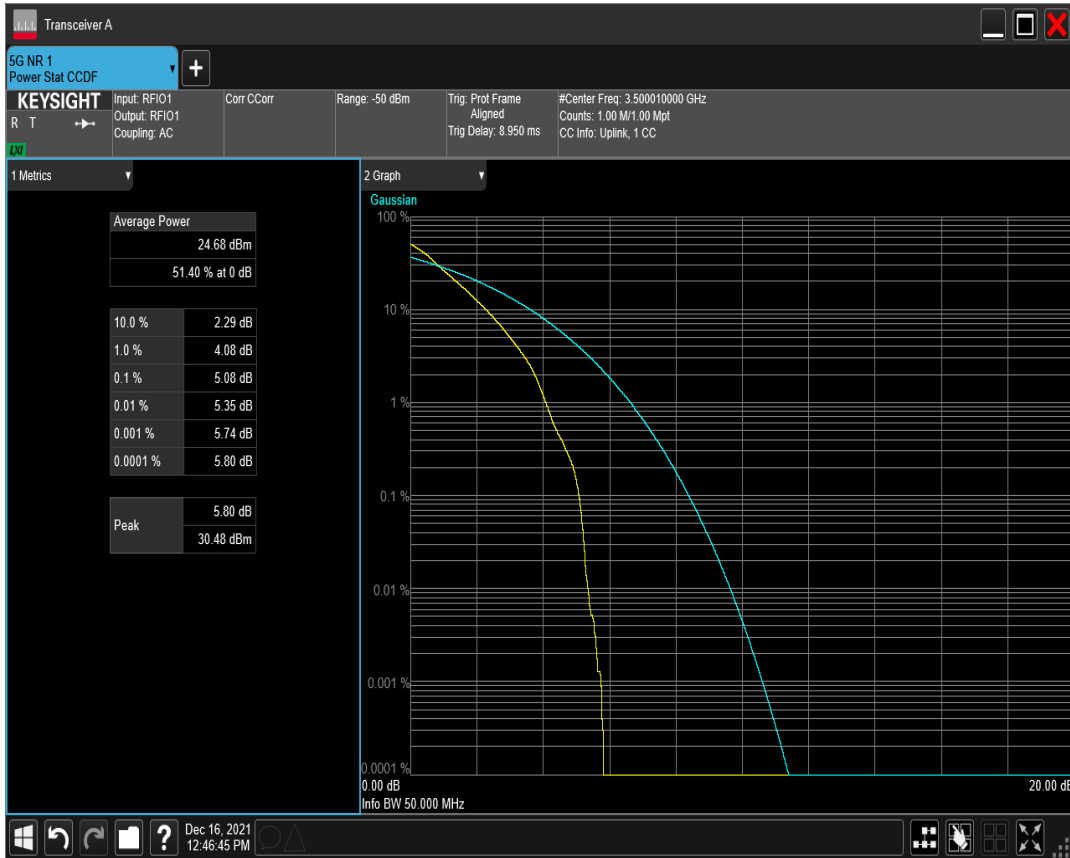 Transceiver A
5G NR 1
Power Stat CCDF
KEYSIGHT
R T
LXI
Input: RFIO1
Output: RFIO1
Coupling: AC
Corr CCorr
Range: -50 dBm
Trig: Prot Frame
Aligned
Trig Delay: 8.950 ms
#Center Freq: 3.500010000 GHz
Counts: 1.00 M/1.00 Mpt
CC Info: Uplink, 1 CC
1 Metrics
Average Power
24.68 dBm
51.40 % at 0 dB
10.0 % 2.29 dB
1.0 % 4.08 dB
0.1 % 5.08 dB
0.01 % 5.35 dB
0.001 % 5.74 dB
0.0001 % 5.80 dB
Peak
5.80 dB
30.48 dBm
2 Graph
Gaussian
100 %
10 %
1 %
0.1 %
0.01 %
0.001 %
0.0001 %
0.00 dB
20.00 dB
Info BW 50.000 MHz
?
Dec 16, 2021
12:46:45 PM